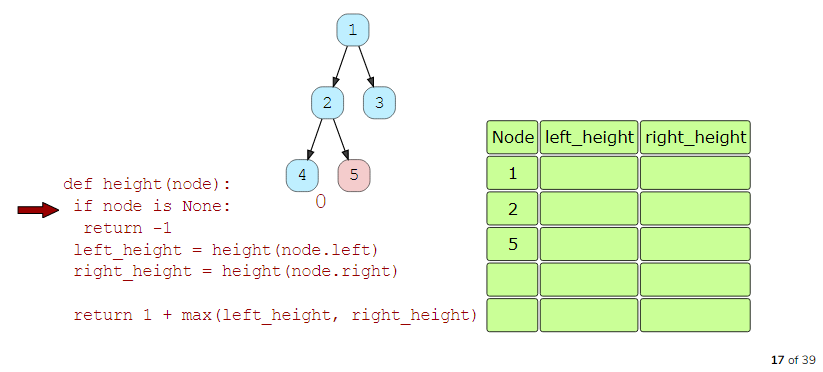 1
2 3
4 5
0
def height(node):
if node is None:
return -1
left_height = height(node.left)
right_height = height(node.right)
return 1 + max(left_height, right_height)
Node left_height right_height
1
2
5
17 of 39